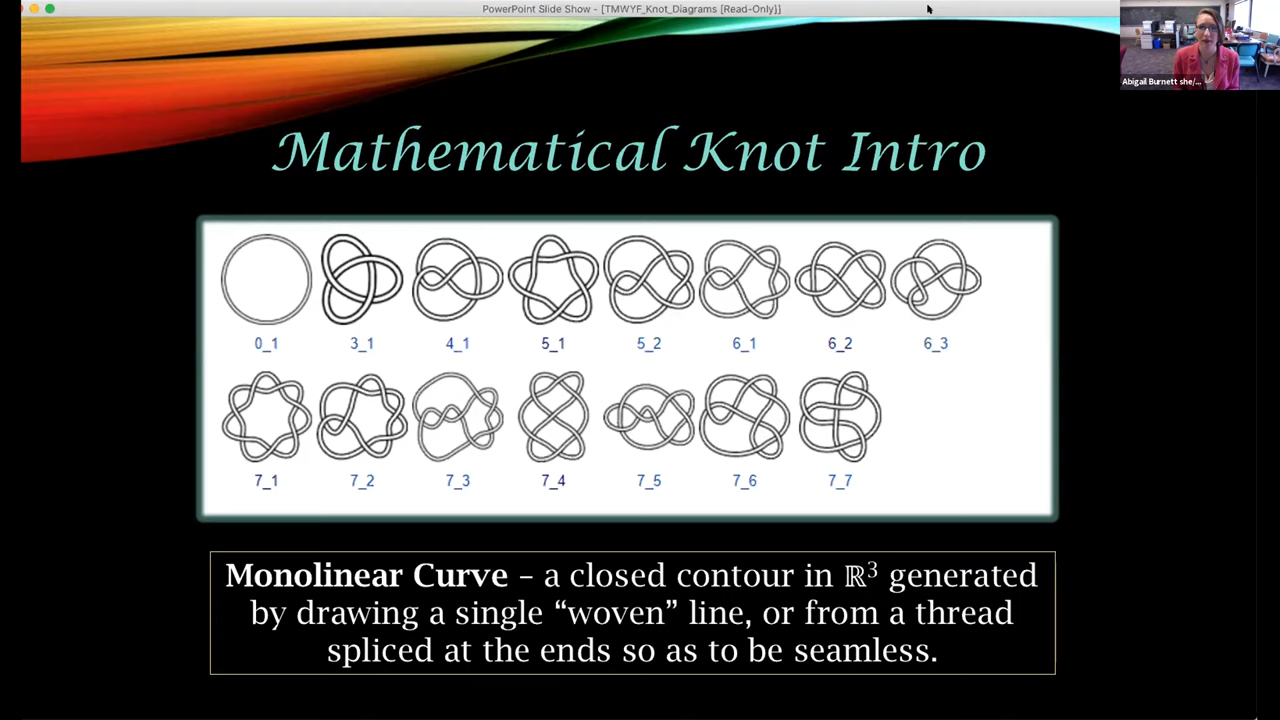 PowerPoint Slide Show - [TMWYF_Knot_Diagrams [Read-Only]]
Abigail Burnett she/...
Mathematical Knot Intro
0_1 3_1 4_1 5_1 5_2 6_1 6_2 6_3
7_1 7_2 7_3 7_4 7_5 7_6 7_7
Monolinear Curve – a closed contour in ℝ³ generated
by drawing a single “woven” line, or from a thread
spliced at the ends so as to be seamless.